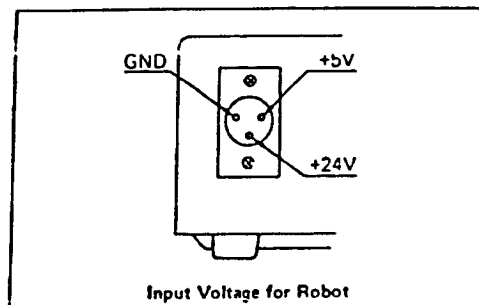 GND
+5V
+24V
Input Voltage for Robot